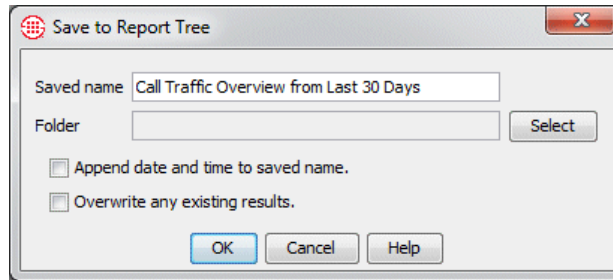 Save to Report Tree
Saved name Call Traffic Overview from Last 30 Days
Folder Select
Append date and time to saved name.
Overwrite any existing results.
OK Cancel Help